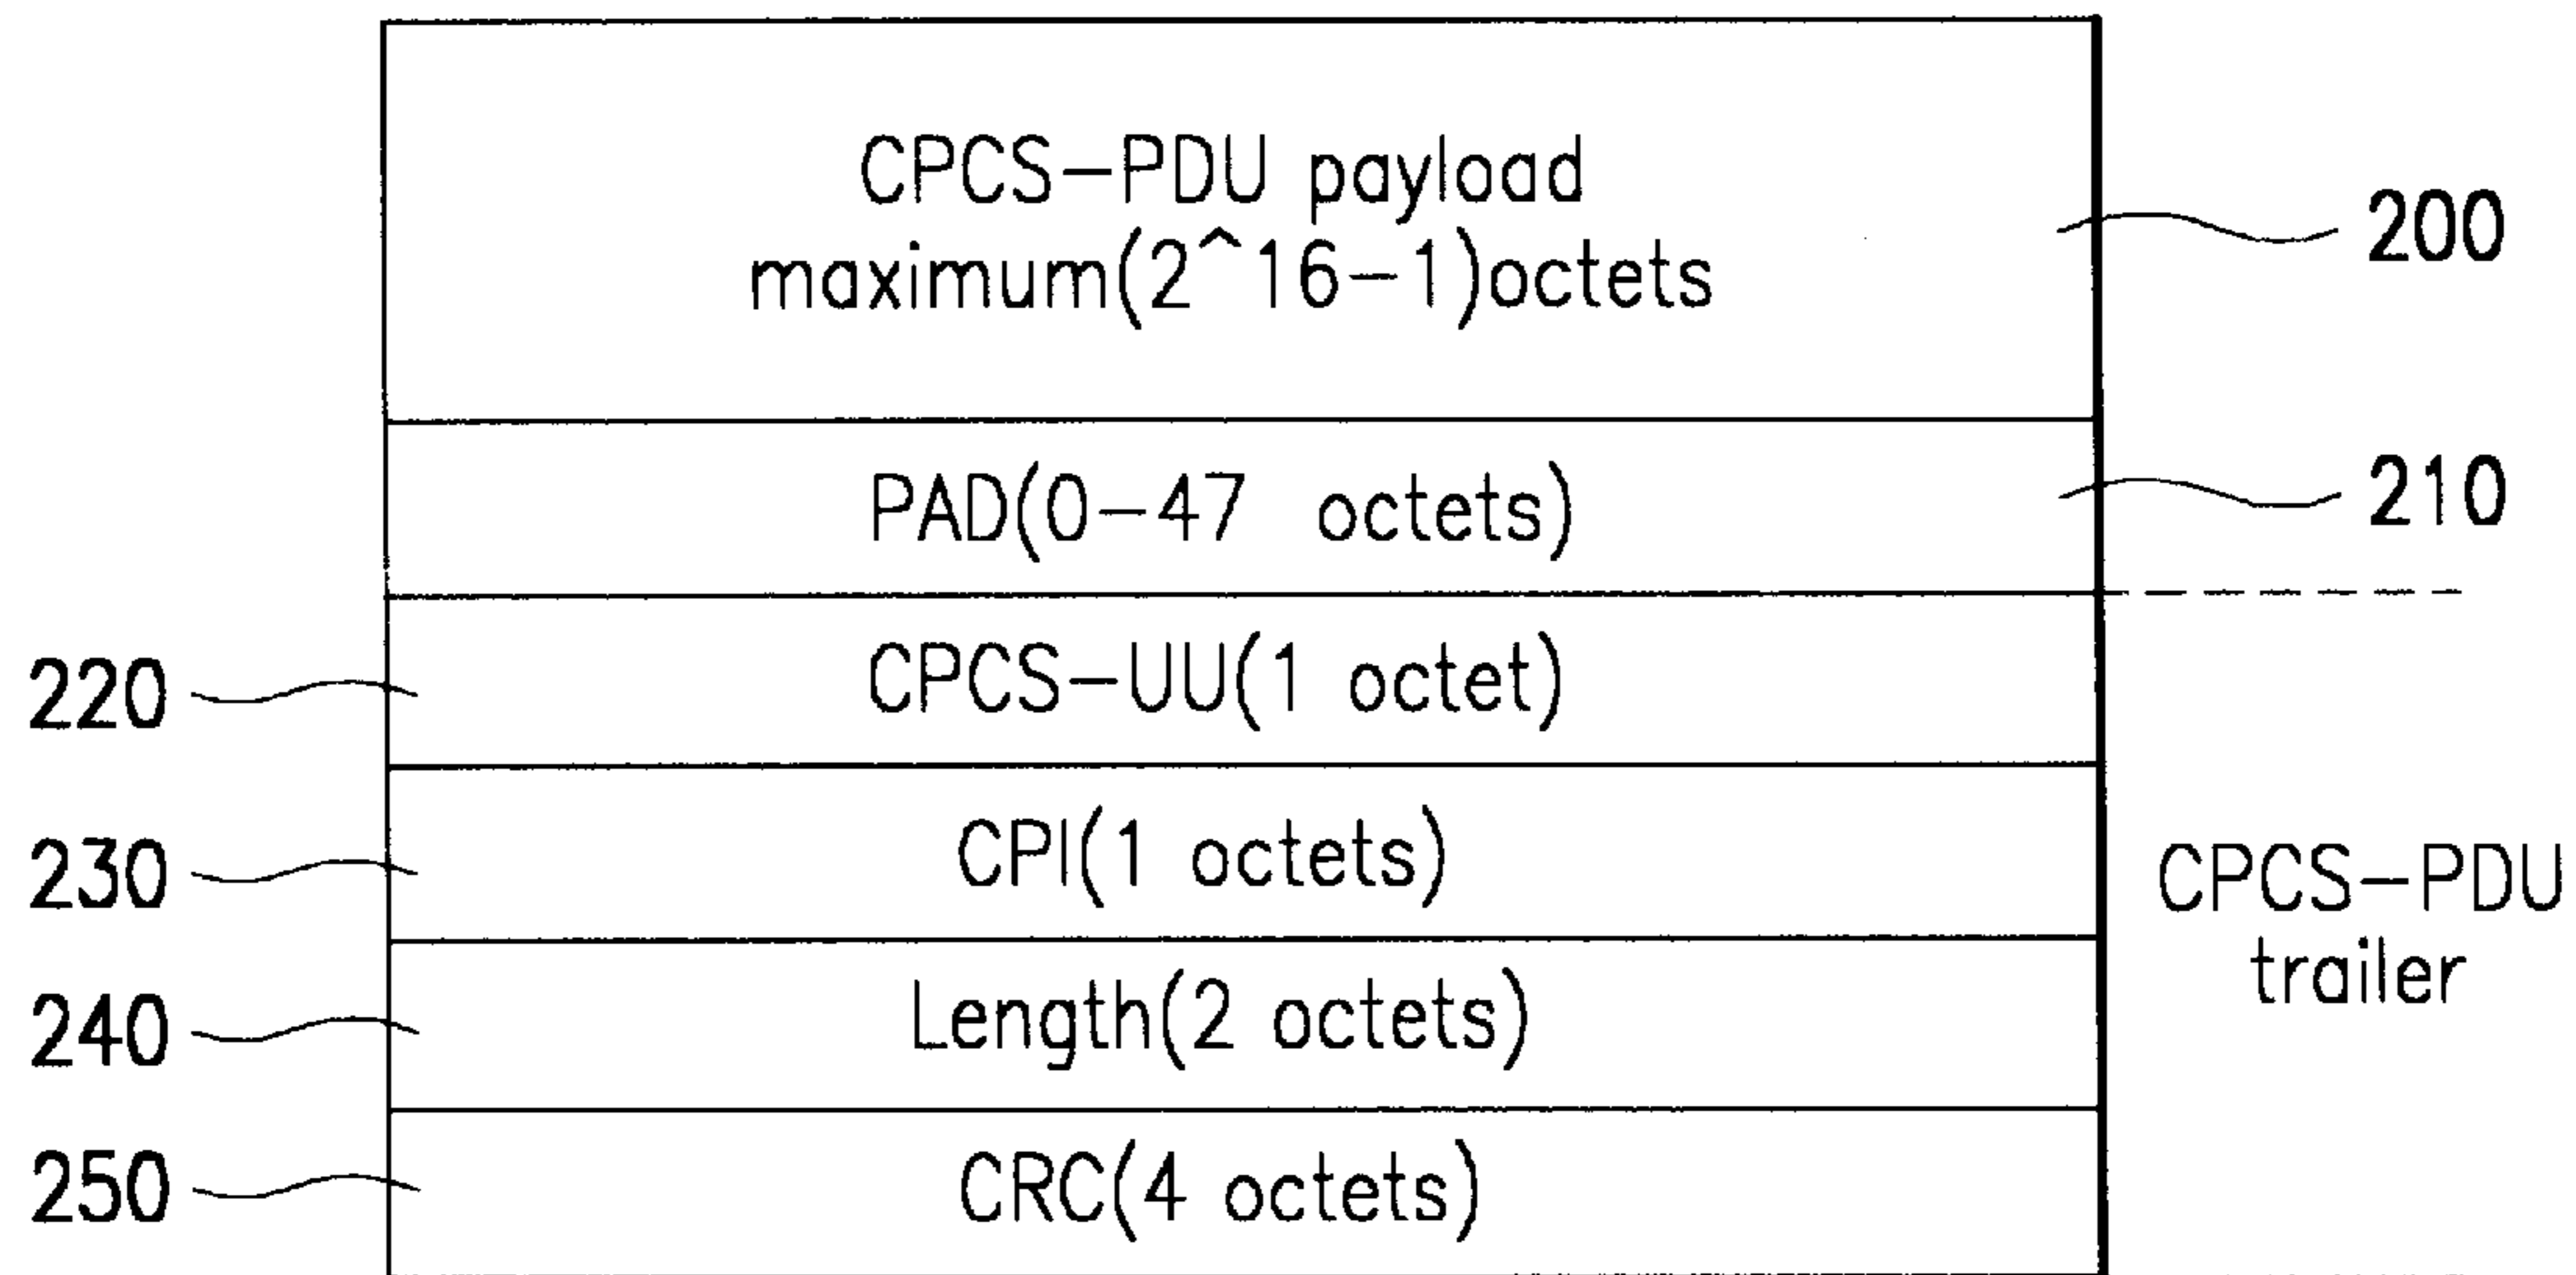 CPCS-PDU payload
maximum(2^16-1)octets
200
PAD(0-47 octets)
210
220
CPCS-UU(1 octet)
230
CPI(1 octets)
CPCS-PDU
trailer
240
Length(2 octets)
250
CRC(4 octets)